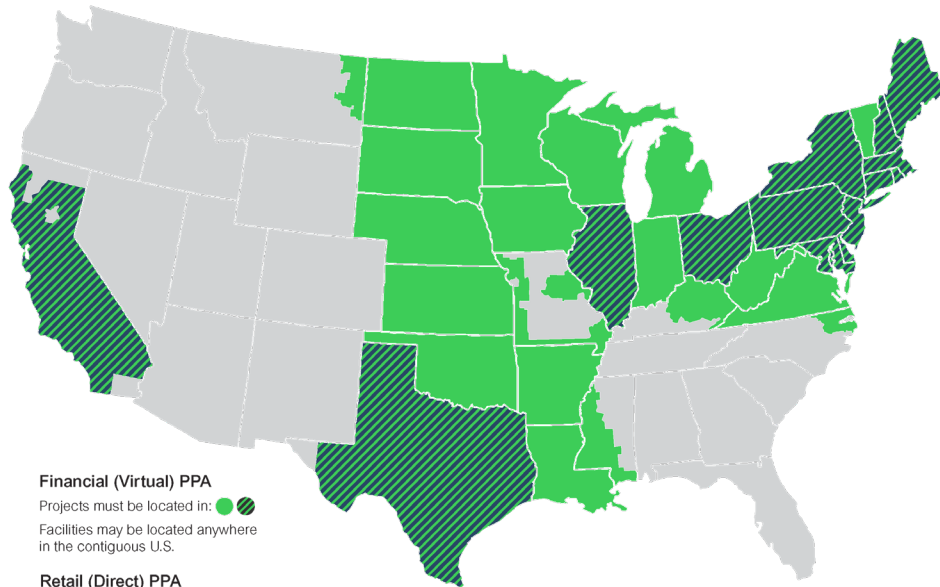 Financial (Virtual) PPA
Projects must be located in:
Facilities may be located anywhere
in the contiguous U.S.
Retail (Direct) PPA